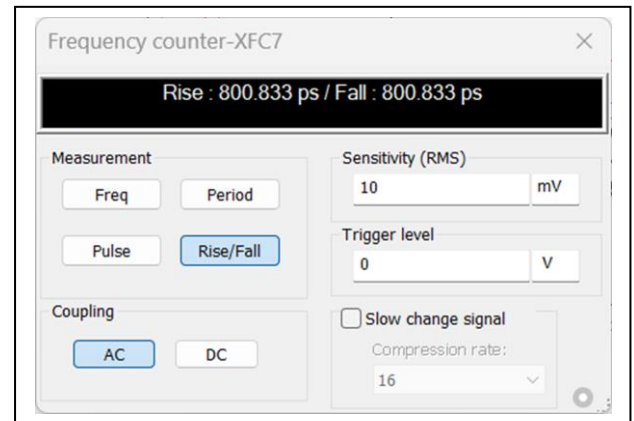 Frequency counter-XFC7
Rise : 800.833 ps / Fall : 800.833 ps
Measurement
Freq
Period
Pulse
Rise/Fall
Coupling
AC
DC
Sensitivity (RMS)
10
mV
Trigger level
0
V
Slow change signal
Compression rate:
16